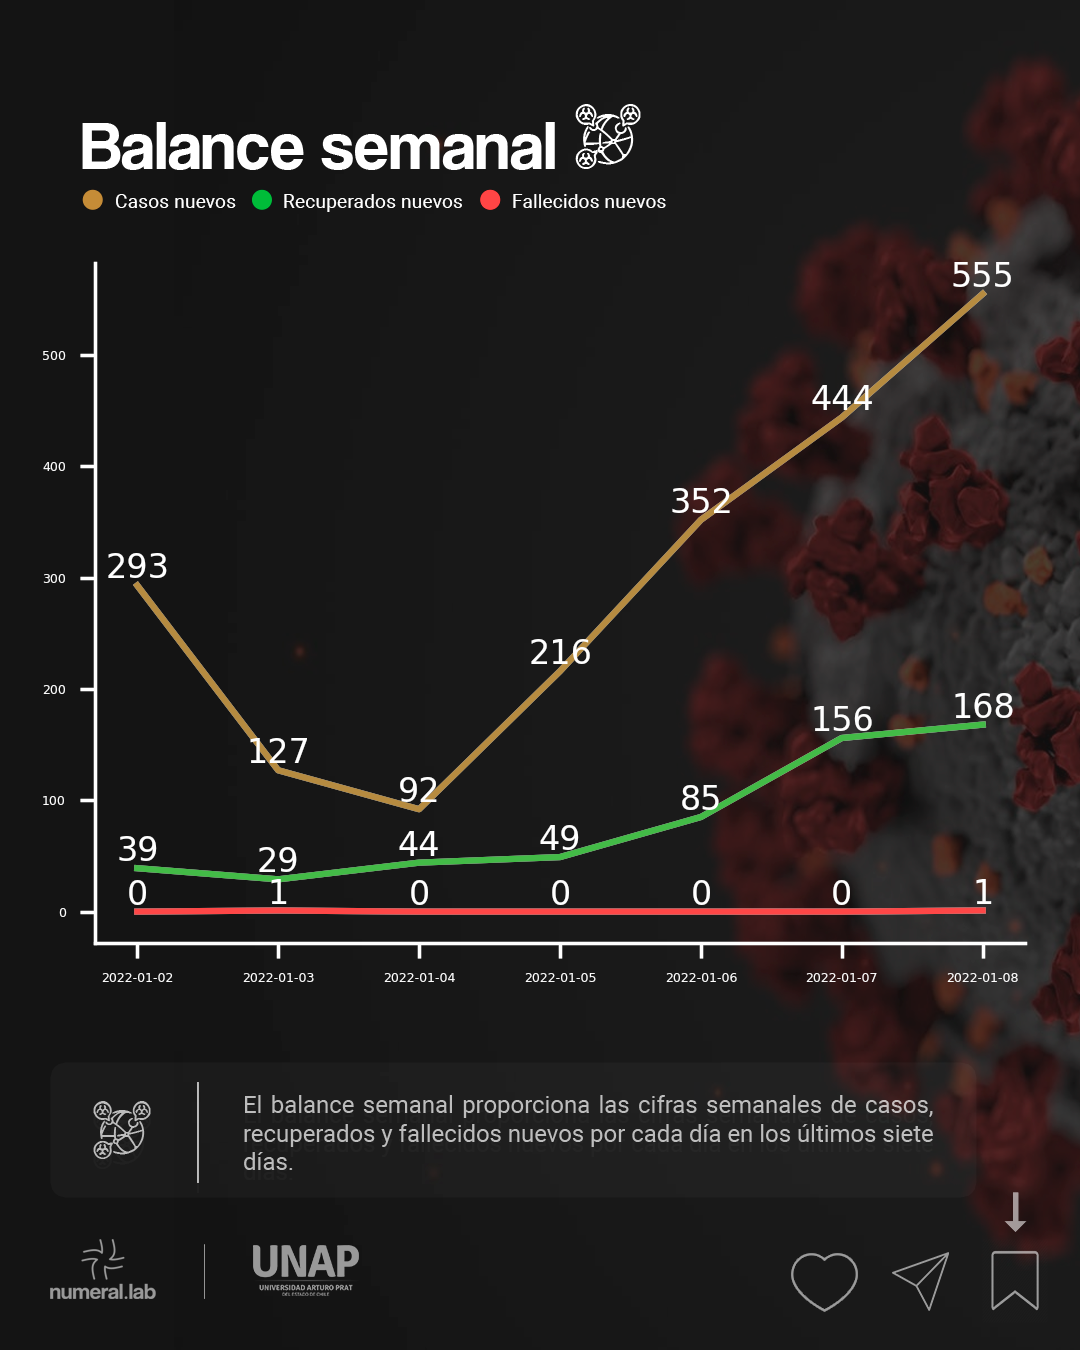 Balance semanal
Casos nuevos Recuperados nuevos Fallecidos nuevos
555
500
444
400
352
300
293
216
200
168
156
127
100
92
85
49
44
39
29
0 1 0 0 0 0 1
0
2022-01-02 2022-01-03 2022-01-04 2022-01-05 2022-01-06 2022-01-07 2022-01-08
El balance semanal proporciona las cifras semanales de casos,
recuperados y fallecidos nuevos por cada día en los últimos siete
días.
numeral.lab
UNAP
UNIVERSIDAD ARTURO PRAT
DEL ESTADO DE CHILE